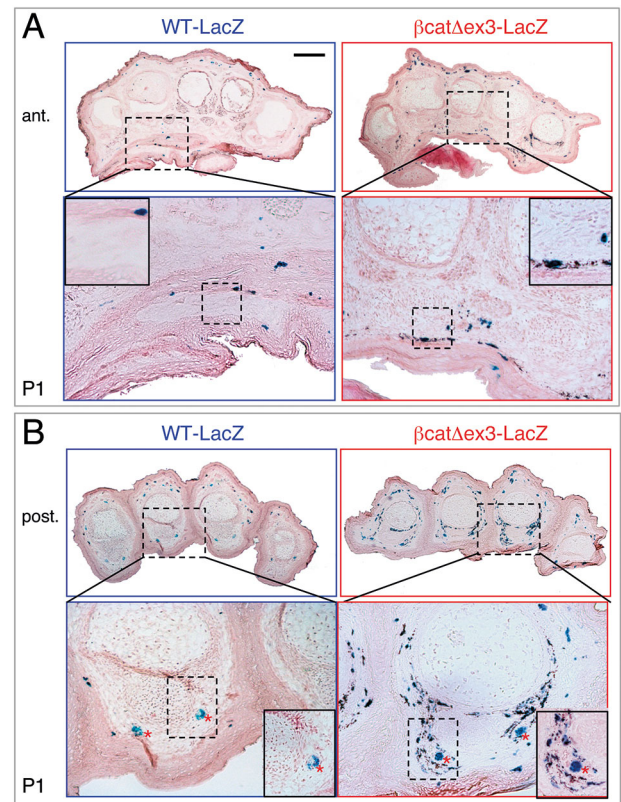 A
WT-LacZ
βcatΔex3-LacZ
ant.
P1
B
WT-LacZ
βcatΔex3-LacZ
post.
*
*
*
*
*
*
P1